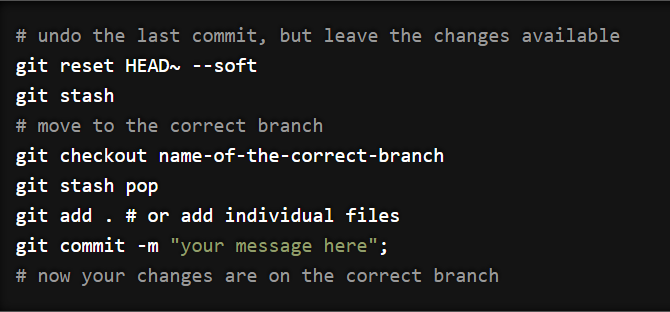 # undo the last commit, but leave the changes available
git reset HEAD~ --soft
git stash
# move to the correct branch
git checkout name-of-the-correct-branch
git stash pop
git add . # or add individual files
git commit -m "your message here";
# now your changes are on the correct branch